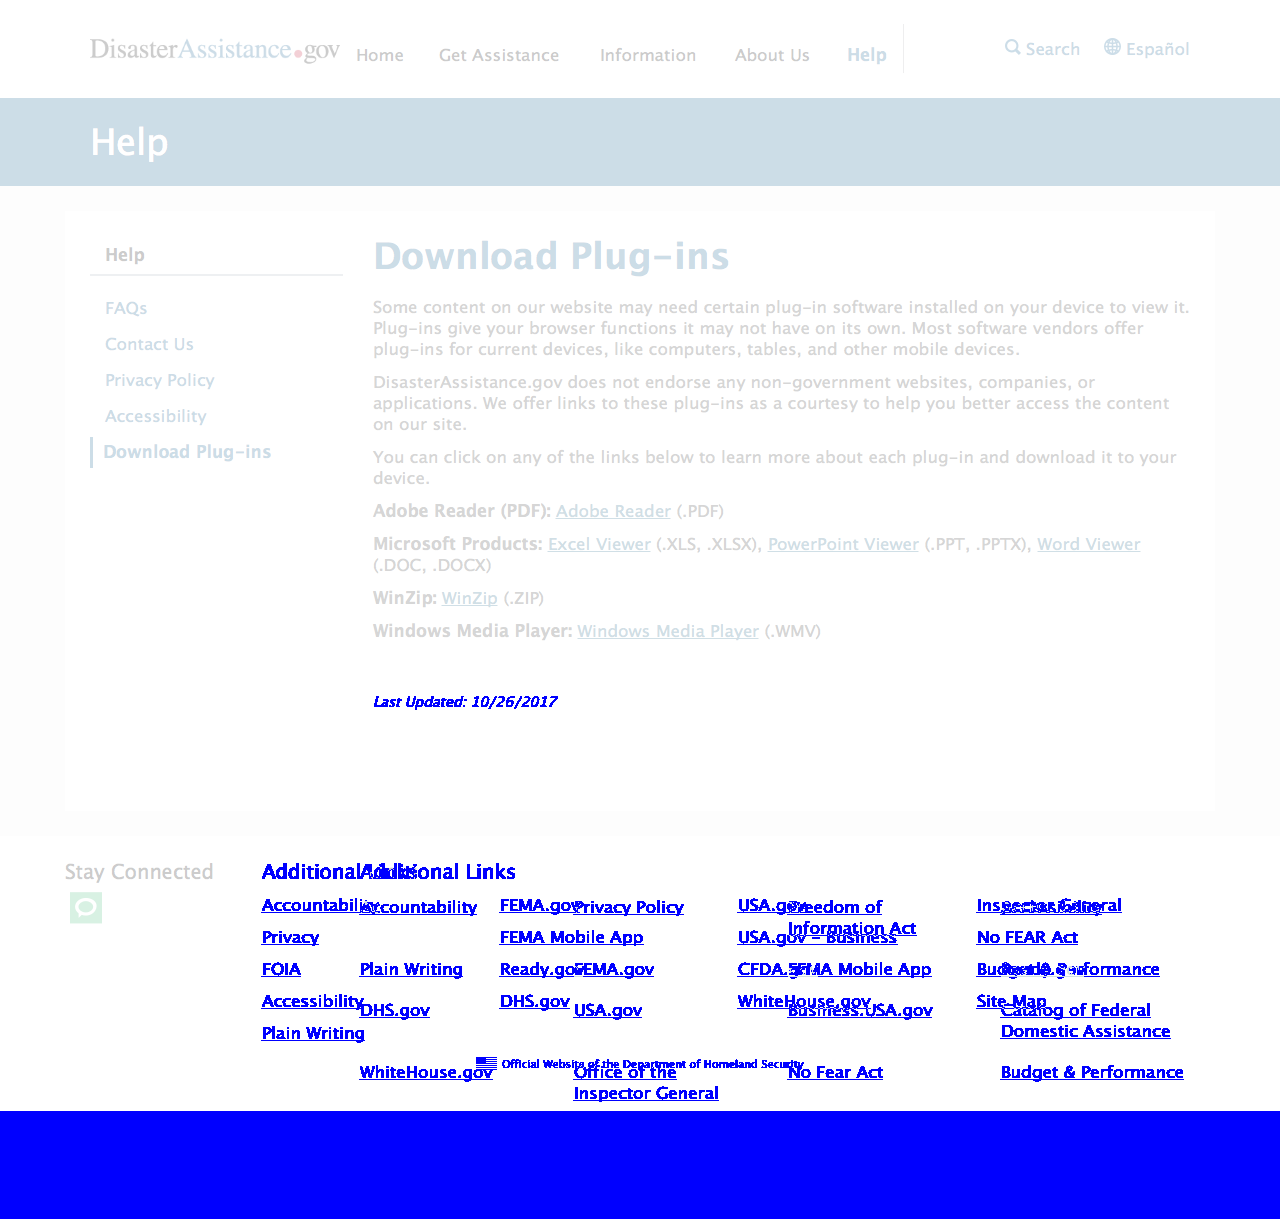 DisasterAssistance.gov Home Get Assistance Information About Us Help Search Español
Help
Help
FAQs
Contact Us
Privacy Policy
Accessibility
Download Plug-ins
Download Plug-ins
Some content on our website may need certain plug-in software installed on your device to view it.
Plug-ins give your browser functions it may not have on its own. Most software vendors offer
plug-ins for current devices, like computers, tables, and other mobile devices.
DisasterAssistance.gov does not endorse any non-government websites, companies, or
applications. We offer links to these plug-ins as a courtesy to help you better access the content
on our site.
You can click on any of the links below to learn more about each plug-in and download it to your
device.
Adobe Reader (PDF): Adobe Reader (.PDF)
Microsoft Products: Excel Viewer (.XLS, .XLSX), PowerPoint Viewer (.PPT, .PPTX), Word Viewer
(.DOC, .DOCX)
WinZip: WinZip (.ZIP)
Windows Media Player: Windows Media Player (.WMV)
Last Updated: 10/26/2017
Stay Connected
Additional Links
Additional Links
Accountability FEMA.gov USA.gov Inspector General
Accountability Privacy Policy Freedom of
Information Act
Privacy FEMA Mobile App USA.gov - Business No FEAR Act
FOIA Ready.gov CFDA.gov Budget & Performance
Plain Writing FEMA.gov FEMA Mobile App
Accessibility DHS.gov WhiteHouse.gov Site Map
DHS.gov USA.gov Business.USA.gov Catalog of Federal
Domestic Assistance
Plain Writing
Official Website of the Department of Homeland Security
WhiteHouse.gov Office of the No Fear Act Budget & Performance
Inspector General